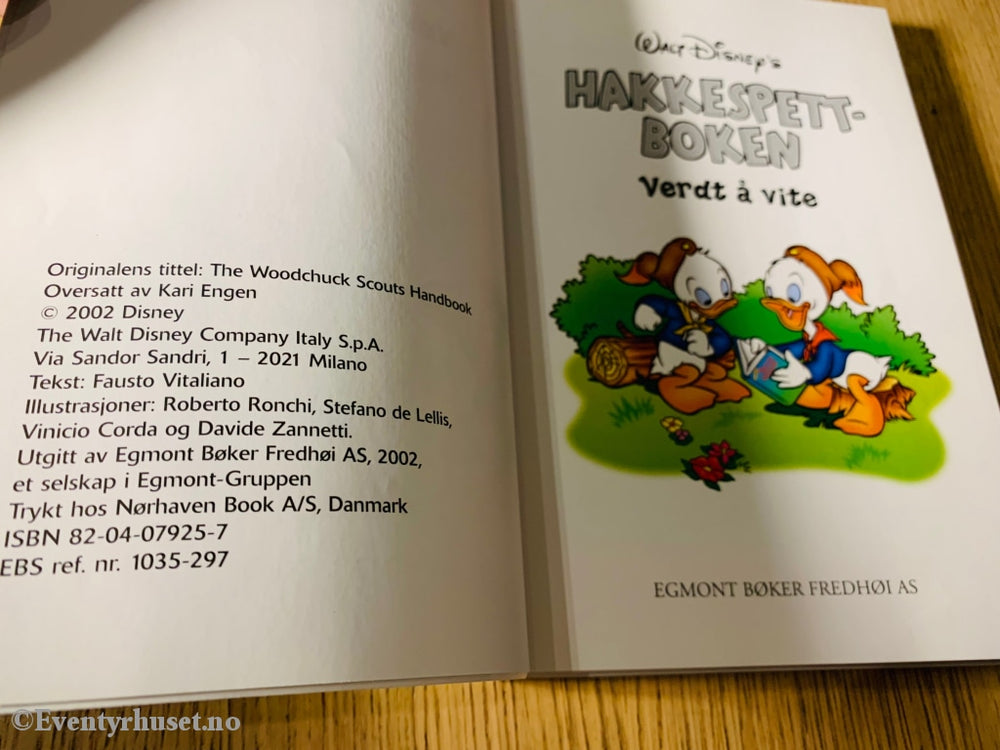 Originalens tittel: The Woodchuck Scouts Handbook
Oversatt av Kari Engen
© 2002 Disney
The Walt Disney Company Italy S.p.A.
Via Sandor Sandri, 1 – 2021 Milano
Tekst: Fausto Vitaliano
Illustrasjoner: Roberto Ronchi, Stefano de Lellis,
Vinicio Corda og Davide Zannetti.
Utgitt av Egmont Bøker Fredhøi AS, 2002,
et selskap i Egmont-Gruppen
Trykt hos Nørhaven Book A/S, Danmark
ISBN 82-04-07925-7
EBS ref. nr. 1035-297
WALT DISNEY'S
HAKKESPETT-
BOKEN
Verdt å vite
EGMONT BØKER FREDHØI AS
©Eventyrhuset.no